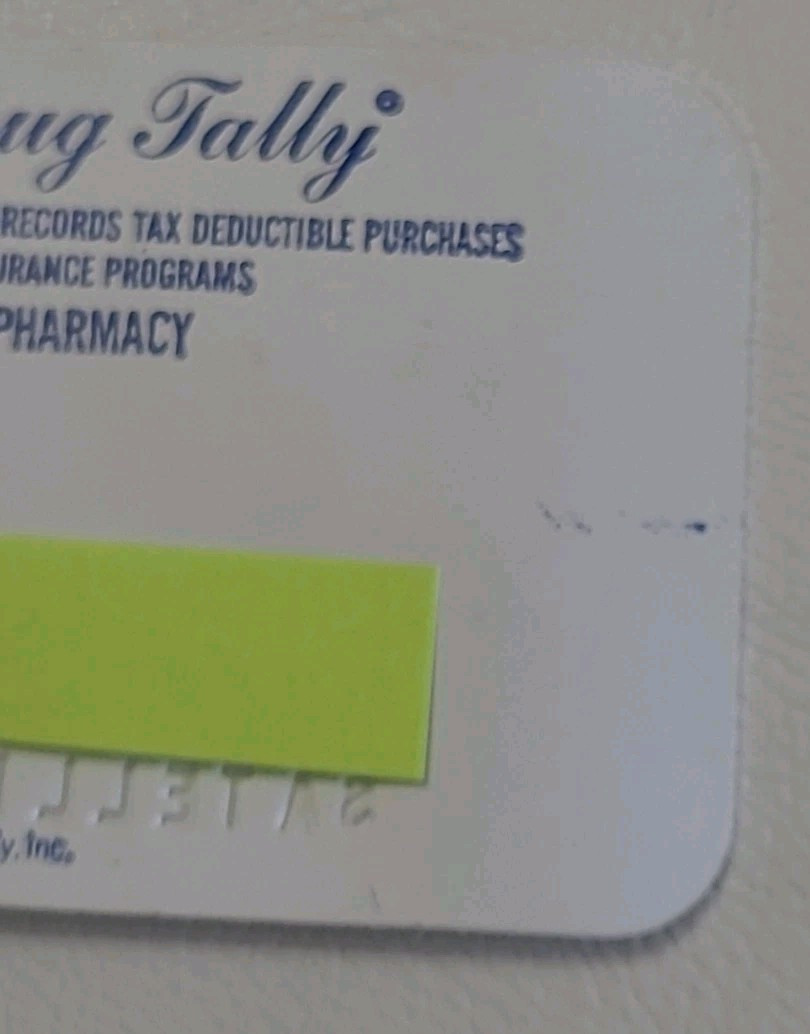 ug Tally®
RECORDS TAX DEDUCTIBLE PURCHASES
URANCE PROGRAMS
PHARMACY
y, Inc.